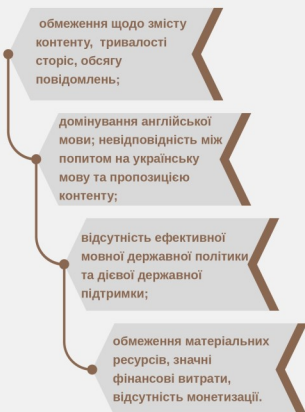 обмеження щодо змісту
контенту, тривалості
сторіс, обсягу
повідомлень;
домінування англійської
мови; невідповідність між
попитом на українську
мову та пропозицією
контенту;
відсутність ефективної
мовної державної політики
та дієвої державної
підтримки;
обмеження матеріальних
ресурсів, значні
фінансові витрати,
відсутність монетизації.